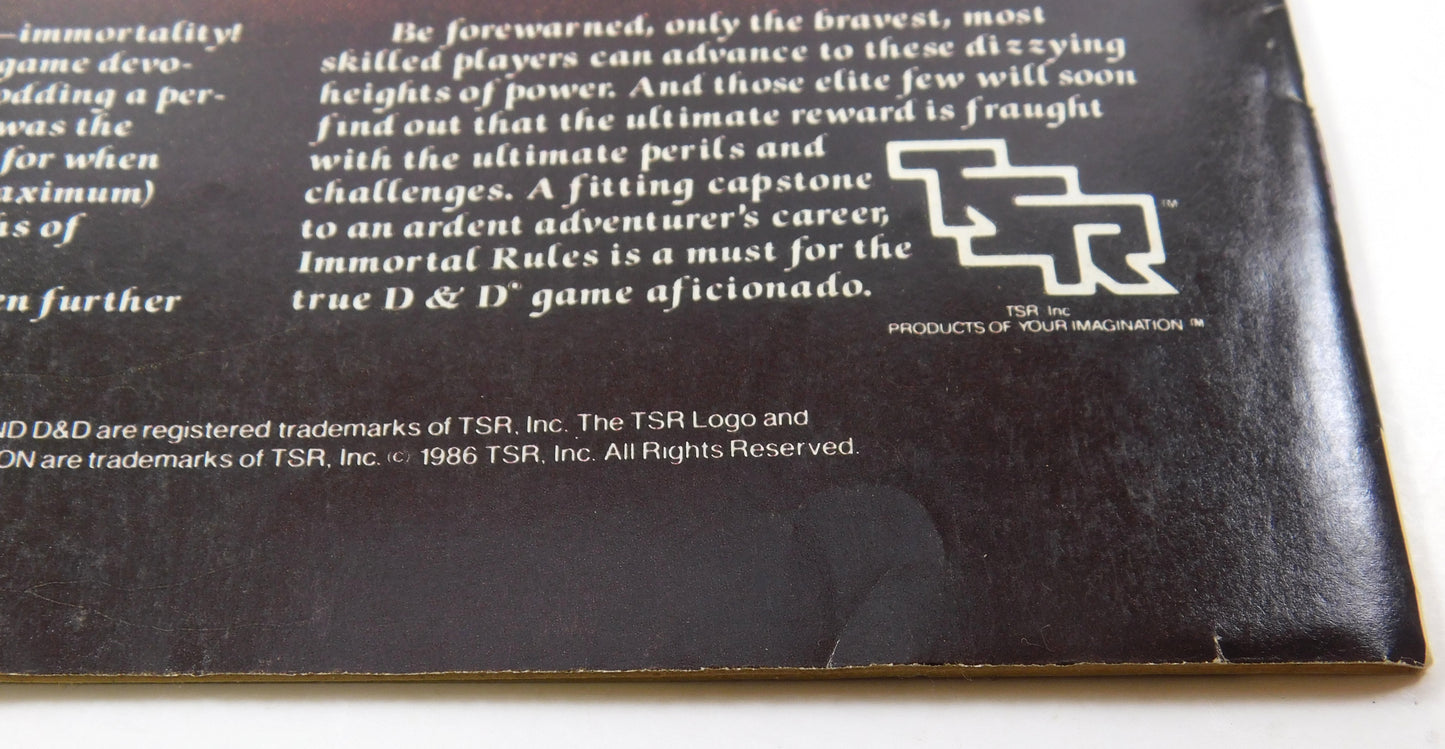 –immortality!
game devo-
odding a per-
was the
for when
aximum)
is of
n further
Be forewarned, only the bravest, most
skilled players can advance to these dizzying
heights of power. And those elite few will soon
find out that the ultimate reward is fraught
with the ultimate perils and
challenges. A fitting capstone
to an ardent adventurer's career,
Immortal Rules is a must for the
true D & D® game aficionado.
TSR ™
TSR Inc
PRODUCTS OF YOUR IMAGINATION ™
ND D&D are registered trademarks of TSR, Inc. The TSR Logo and
ON are trademarks of TSR, Inc. (c) 1986 TSR, Inc. All Rights Reserved.